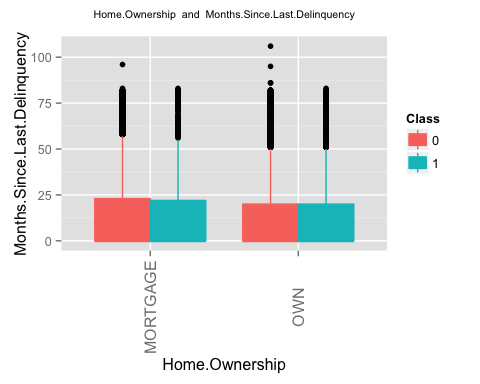 Home.Ownership and Months.Since.Last.Delinquency
Months.Since.Last.Delinquency
100
75
50
25
0
MORTGAGE
OWN
Home.Ownership
Class
0
1